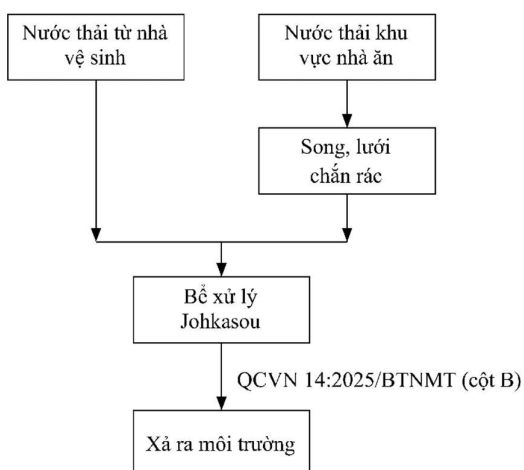 Nước thải từ nhà
vệ sinh
Nước thải khu
vực nhà ăn
Song, lưới
chắn rác
Bể xử lý
Johkasou
QCVN 14:2025/BTNMT (cột B)
Xả ra môi trường